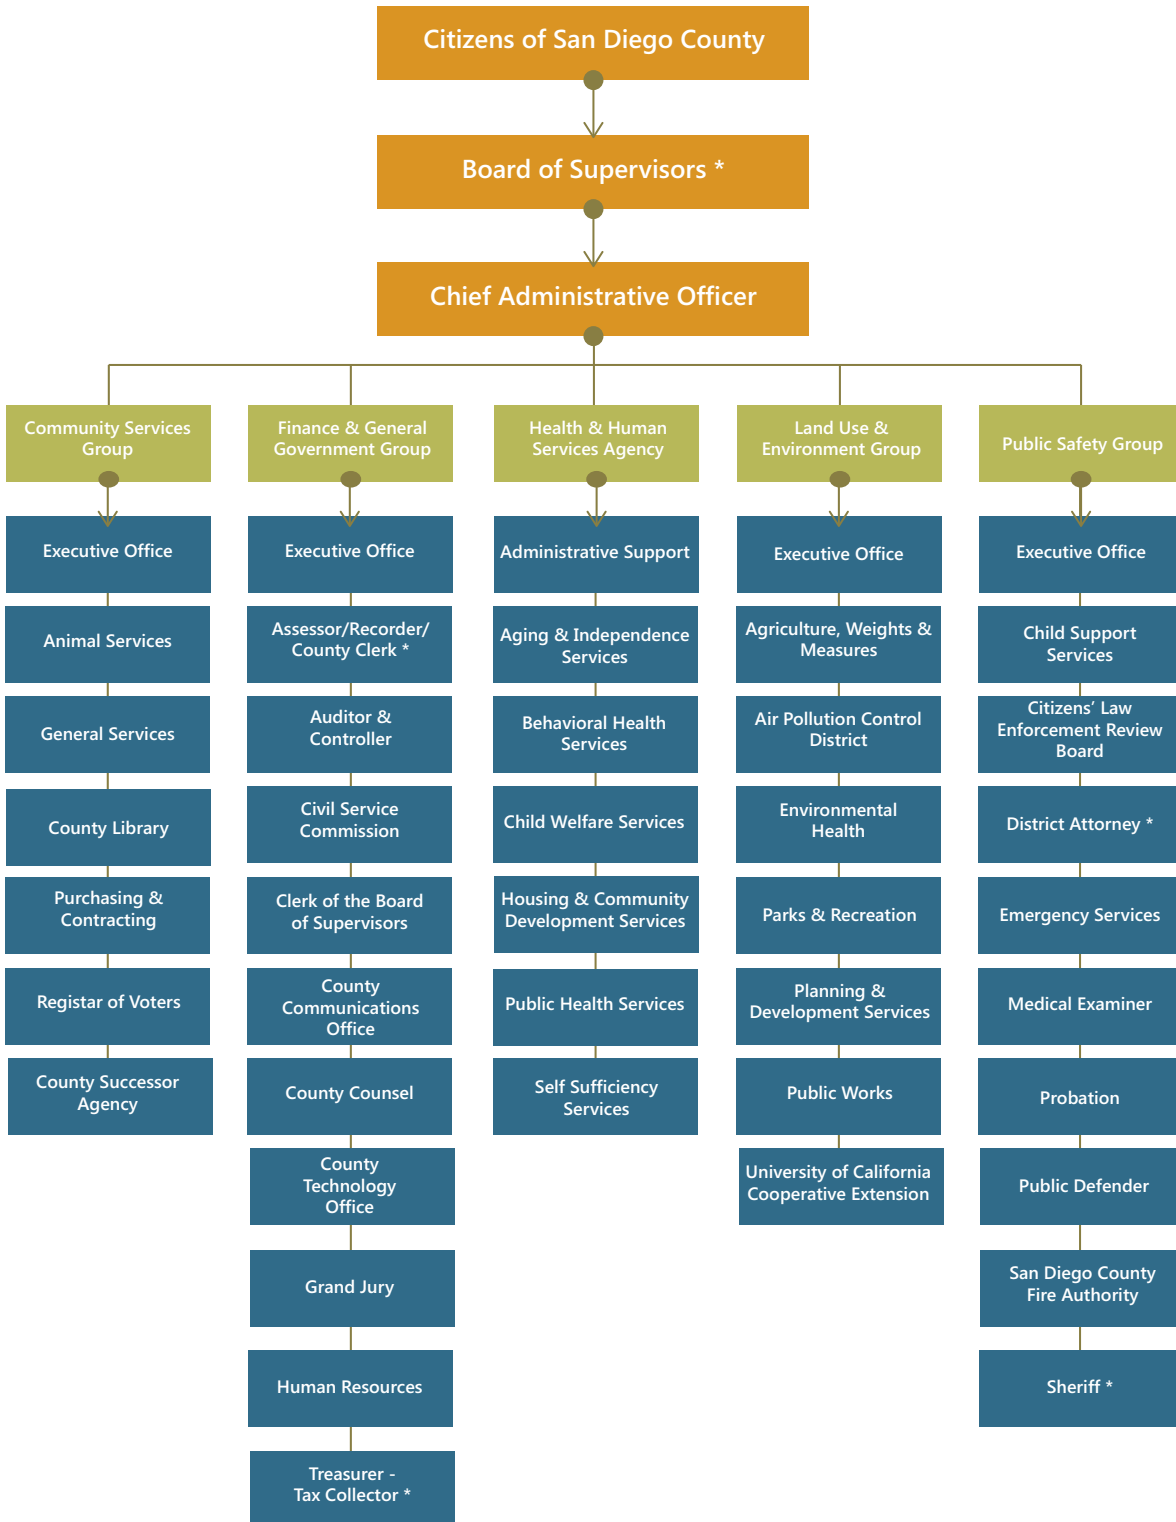 Citizens of San Diego County
Board of Supervisors *
Chief Administrative Officer
Community Services
Group
Executive Office
Animal Services
General Services
County Library
Purchasing &
Contracting
Registar of Voters
County Successor
Agency
Finance & General
Government Group
Executive Office
Assessor/Recorder/
County Clerk *
Auditor &
Controller
Civil Service
Commission
Clerk of the Board
of Supervisors
County
Communications
Office
County Counsel
County
Technology
Office
Grand Jury
Human Resources
Treasurer -
Tax Collector *
Health & Human
Services Agency
Administrative Support
Aging & Independence
Services
Behavioral Health
Services
Child Welfare Services
Housing & Community
Development Services
Public Health Services
Self Sufficiency
Services
Land Use &
Environment Group
Executive Office
Agriculture, Weights &
Measures
Air Pollution Control
District
Environmental
Health
Parks & Recreation
Planning &
Development Services
Public Works
University of California
Cooperative Extension
Public Safety Group
Executive Office
Child Support
Services
Citizens’ Law
Enforcement Review
Board
District Attorney *
Emergency Services
Medical Examiner
Probation
Public Defender
San Diego County
Fire Authority
Sheriff *